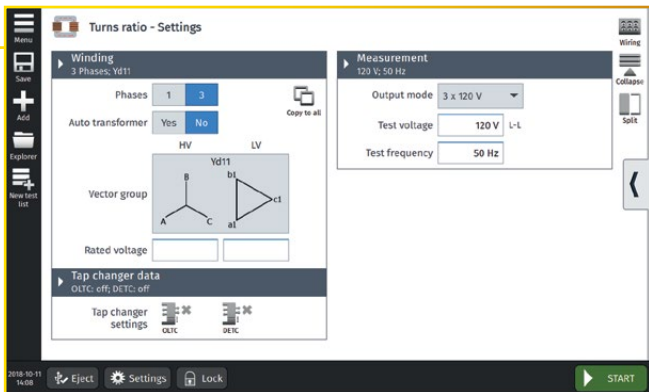 Menu
Turns ratio - Settings
Wiring
Save
Winding
3 Phases; Yd11
Measurement
120 V; 50 Hz
Collapse
Add
Phases 1 3
Output mode 3 x 120 V
Copy to all
Split
Auto transformer Yes No
Test voltage 120 V L-L
Explorer
HV LV
Test frequency 50 Hz
Yd11
New test
list
Vector group
B b1
c1
A C a1
Rated voltage
Tap changer data
OLTC: off; DETC: off
Tap changer
settings
OLTC DETC
2018-10-11
14:08
Eject Settings Lock START